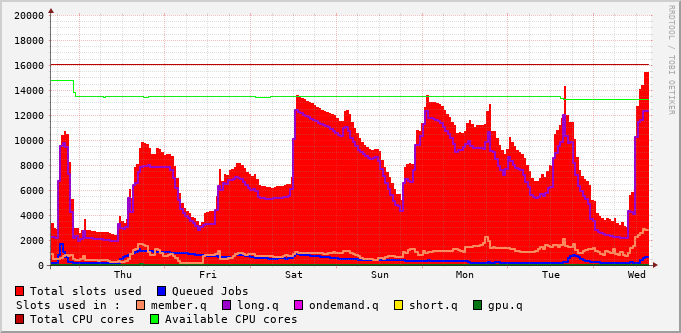 RRDTOOL / TOBI OETIKER
20000
18000
16000
14000
12000
10000
8000
6000
4000
2000
0
Thu Fri Sat Sun Mon Tue Wed
Total slots used Queued Jobs
Slots used in : member.q long.q ondemand.q short.q gpu.q
Total CPU cores Available CPU cores